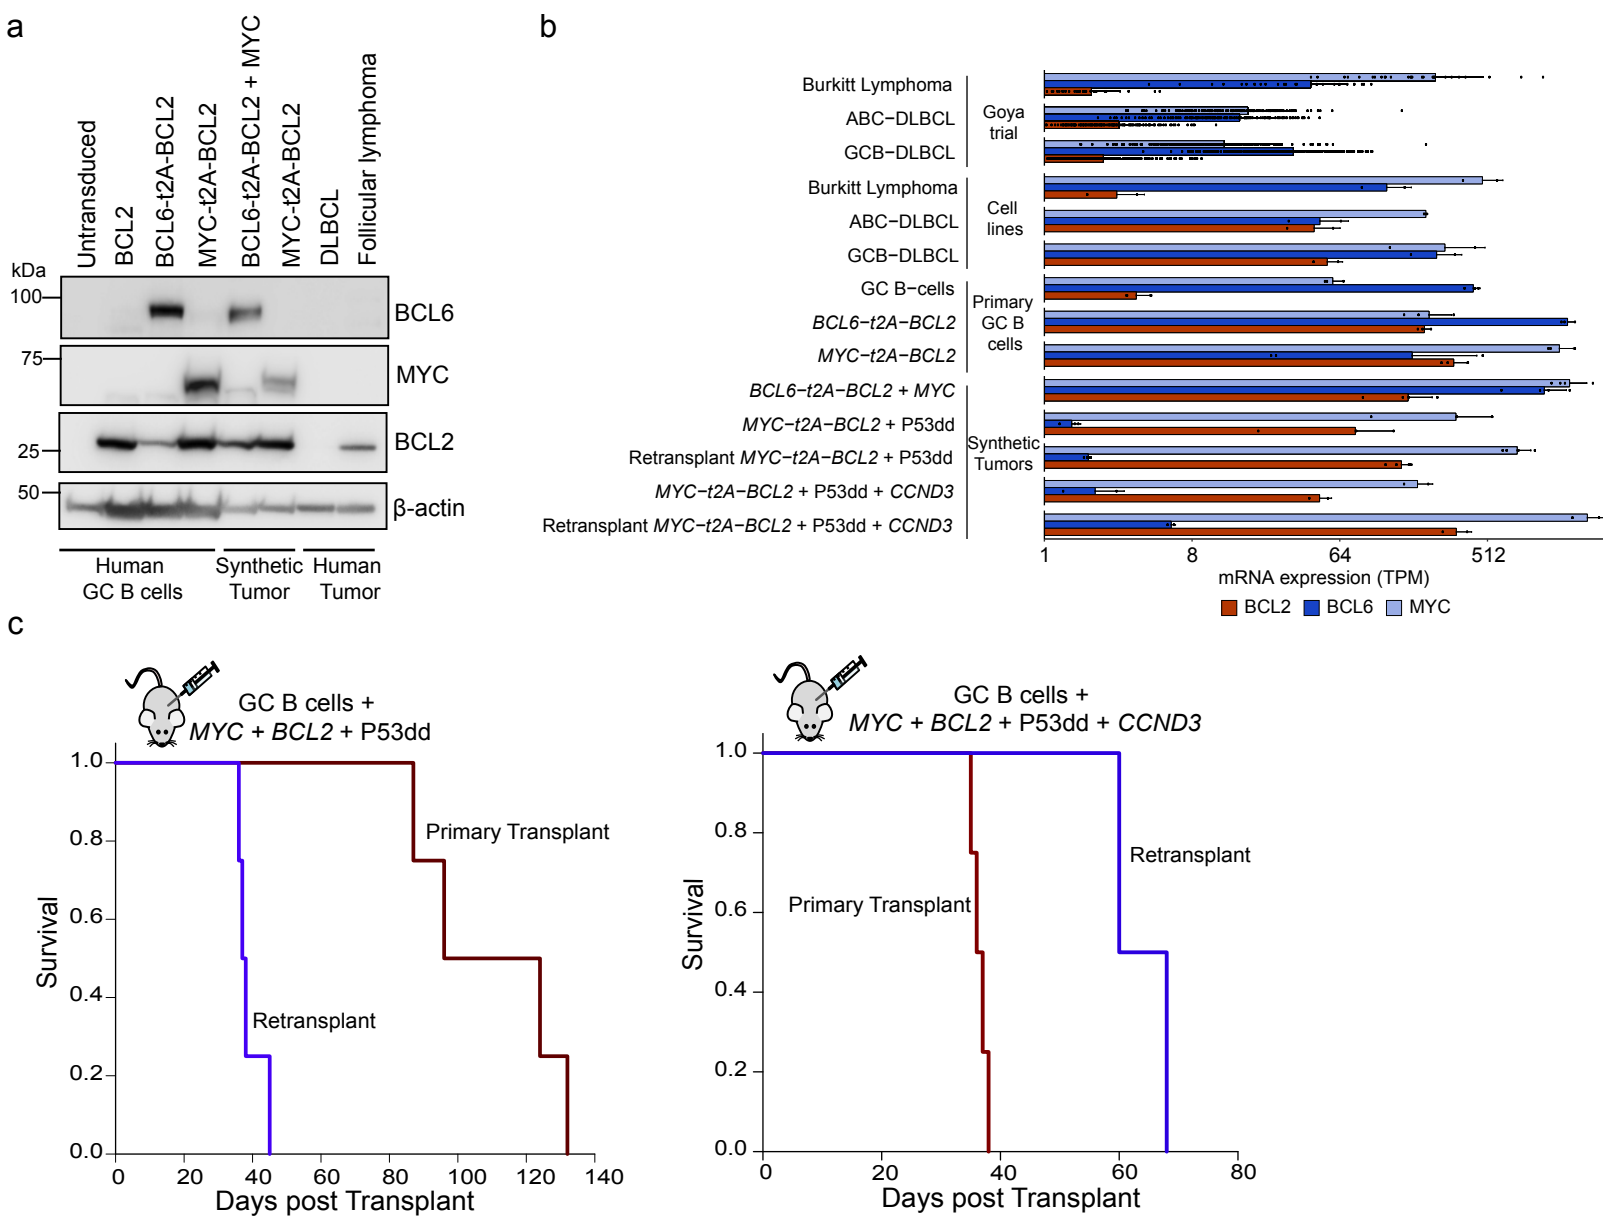 a
Untransduced
BCL2
BCL6-t2A-BCL2
MYC-t2A-BCL2
BCL6-t2A-BCL2 + MYC
MYC-t2A-BCL2
DLBCL
Follicular lymphoma
kDa
100
75
25
50
BCL6
MYC
BCL2
β-actin
Human
GC B cells
Synthetic
Tumor
Human
Tumor
b
Burkitt Lymphoma
ABC−DLBCL
GCB−DLBCL
Goya
trial
Burkitt Lymphoma
ABC−DLBCL
GCB−DLBCL
Cell
lines
GC B−cells
BCL6−t2A−BCL2
MYC−t2A−BCL2
Primary
GC B
cells
BCL6−t2A−BCL2 + MYC
MYC−t2A−BCL2 + P53dd
Retransplant MYC−t2A−BCL2 + P53dd
MYC−t2A−BCL2 + P53dd + CCND3
Retransplant MYC−t2A−BCL2 + P53dd + CCND3
Synthetic
Tumors
1 8 64 512
mRNA expression (TPM)
BCL2 BCL6 MYC
c
GC B cells +
MYC + BCL2 + P53dd
1.0
0.8
0.6
0.4
0.2
0.0
Survival
Primary Transplant
Retransplant
0 20 40 60 80 100 120 140
Days post Transplant
GC B cells +
MYC + BCL2 + P53dd + CCND3
1.0
0.8
0.6
0.4
0.2
0.0
Survival
Retransplant
Primary Transplant
0 20 40 60 80
Days post Transplant